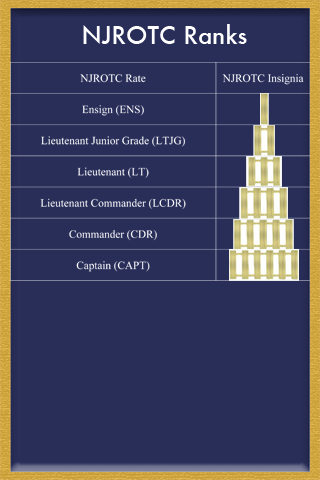 NJROTC Ranks
NJROTC Rate NJROTC Insignia
Ensign (ENS)
Lieutenant Junior Grade (LTJG)
Lieutenant (LT)
Lieutenant Commander (LCDR)
Commander (CDR)
Captain (CAPT)